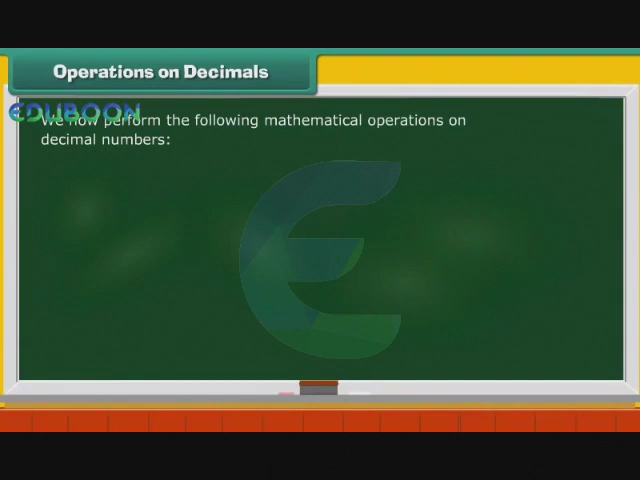 Operations on Decimals
EDUBOON
We now perform the following mathematical operations on
decimal numbers: